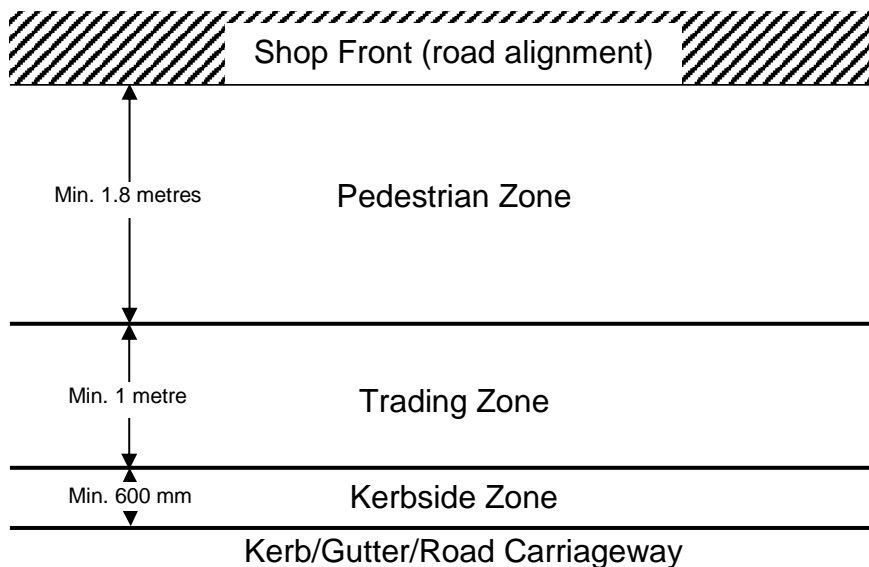 Shop Front (road alignment)
Min. 1.8 metres
Pedestrian Zone
Min. 1 metre
Trading Zone
Min. 600 mm
Kerbside Zone
Kerb/Gutter/Road Carriageway